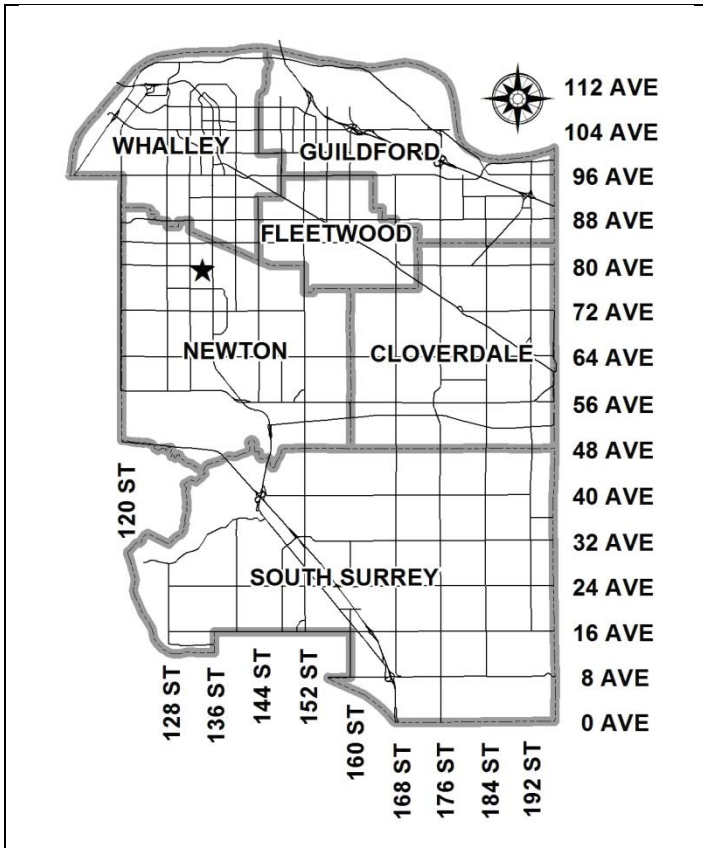 112 AVE
104 AVE
WHALLEY
GUILDFORD
96 AVE
88 AVE
FLEETWOOD
80 AVE
72 AVE
NEWTON
CLOVERDALE
64 AVE
56 AVE
48 AVE
120 ST
40 AVE
32 AVE
SOUTH SURREY
24 AVE
16 AVE
128 ST
136 ST
144 ST
152 ST
160 ST
8 AVE
0 AVE
168 ST
176 ST
184 ST
192 ST